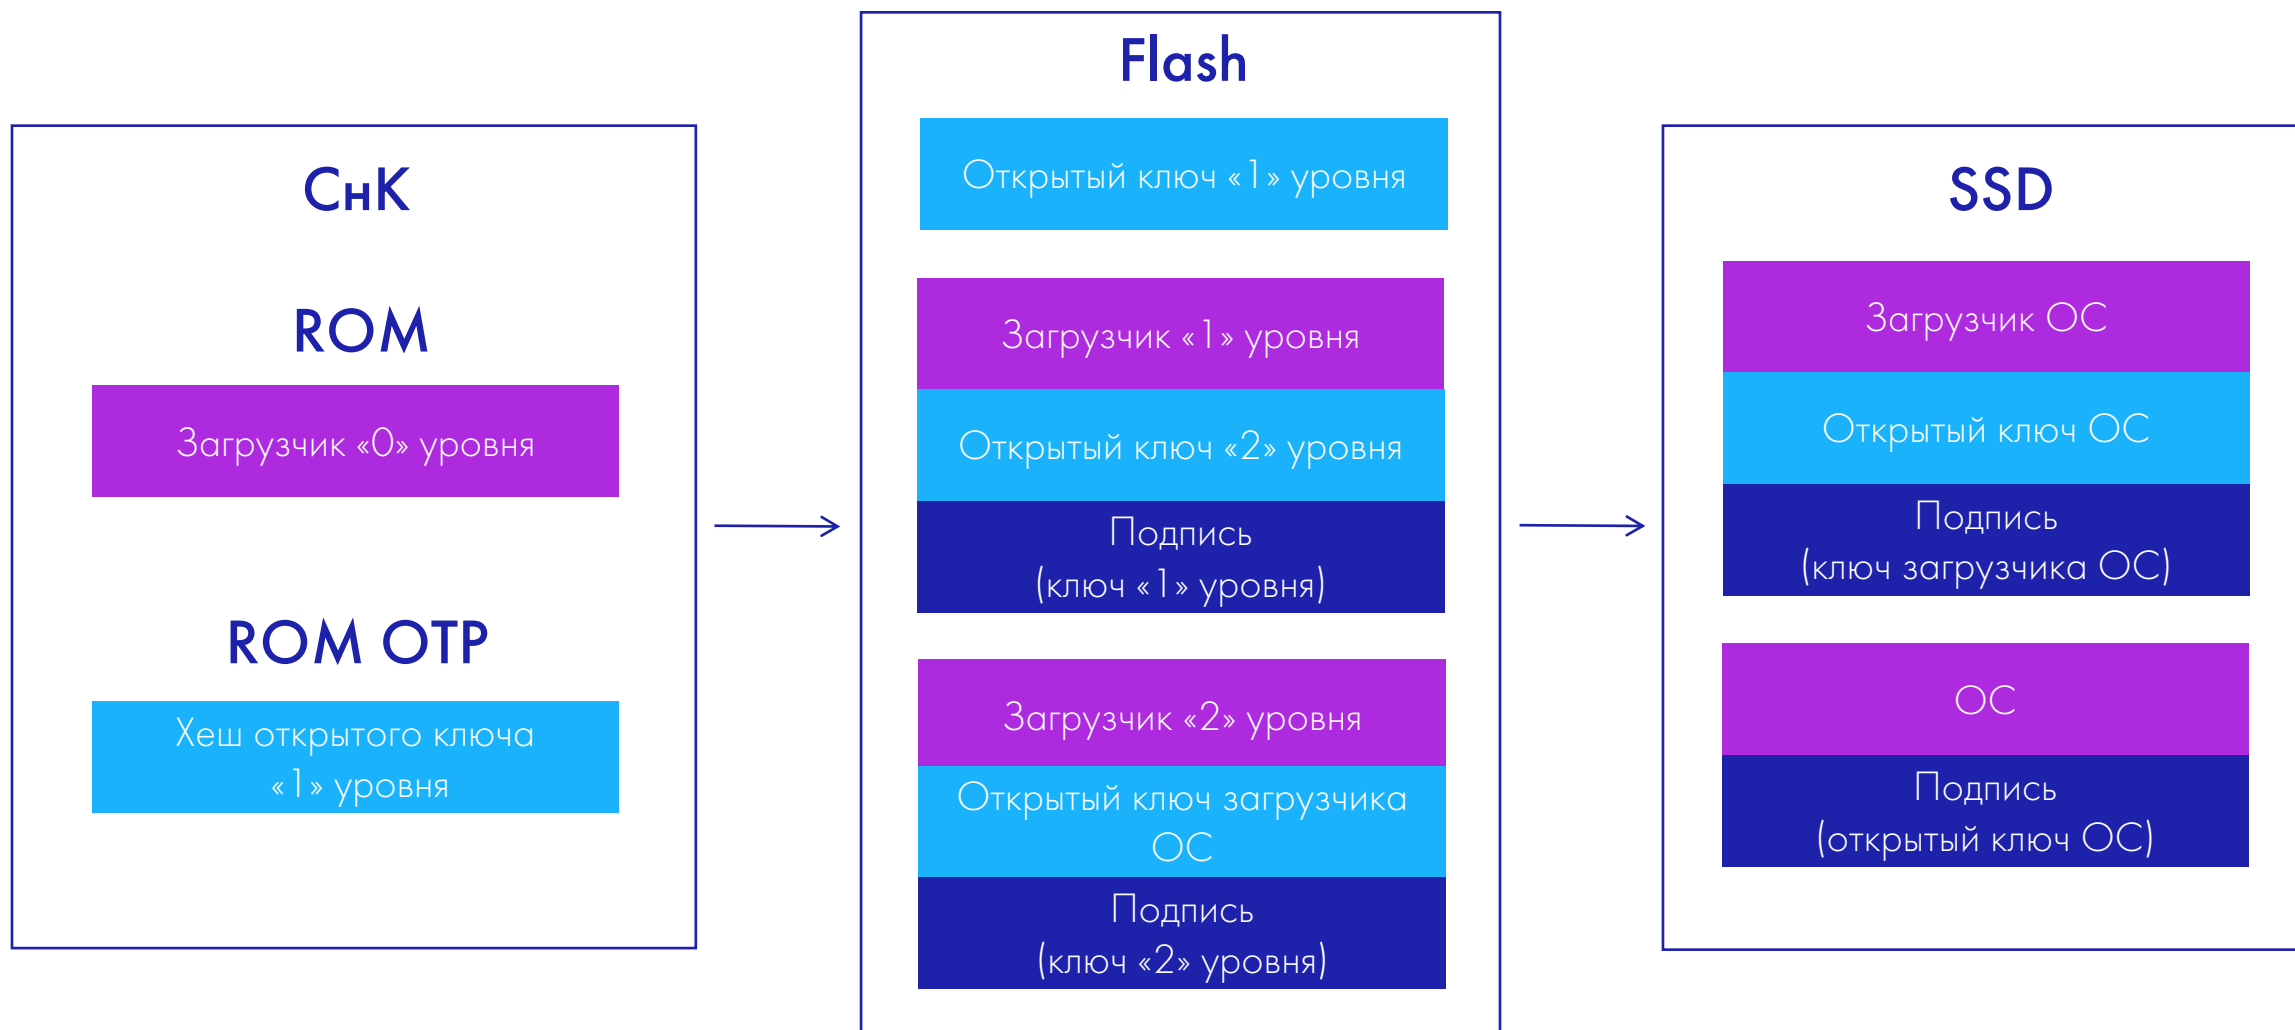 СнК
ROM
Загрузчик «0» уровня
ROM OTP
Хеш открытого ключа
«1» уровня
Flash
Открытый ключ «1» уровня
Загрузчик «1» уровня
Открытый ключ «2» уровня
Подпись
(ключ «1» уровня)
Загрузчик «2» уровня
Открытый ключ загрузчика
ОС
Подпись
(ключ «2» уровня)
SSD
Загрузчик ОС
Открытый ключ ОС
Подпись
(ключ загрузчика ОС)
ОС
Подпись
(открытый ключ ОС)